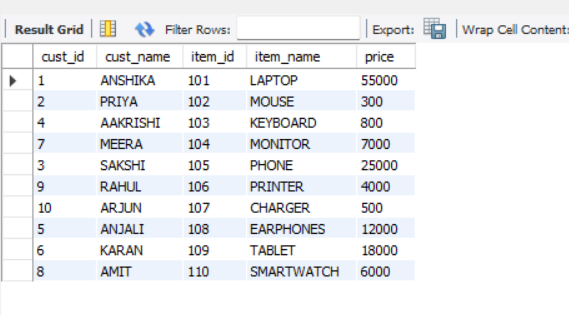 Result Grid Filter Rows: Export: Wrap Cell Content:
cust_id cust_name item_id item_name price
1 ANSHIKA 101 LAPTOP 55000
2 PRIYA 102 MOUSE 300
4 AAKRISHI 103 KEYBOARD 800
7 MEERA 104 MONITOR 7000
3 SAKSHI 105 PHONE 25000
9 RAHUL 106 PRINTER 4000
10 ARJUN 107 CHARGER 500
5 ANJALI 108 EARPHONES 12000
6 KARAN 109 TABLET 18000
8 AMIT 110 SMARTWATCH 6000